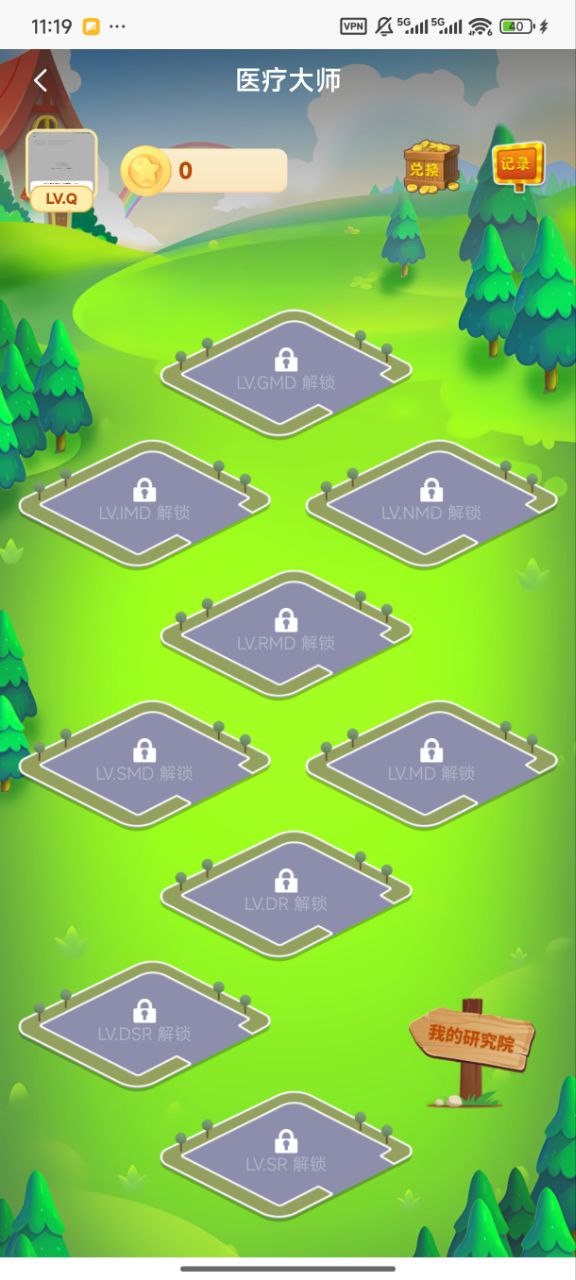 11:19
VPN
5G
5G
6
40
医疗大师
LV.Q
0
兑换
记录
LV.GMD 解锁
LV.IMD 解锁
LV.NMD 解锁
LV.RMD 解锁
LV.SMD 解锁
LV.MD 解锁
LV.DR 解锁
LV.DSR 解锁
我的研究院
LV.SR 解锁